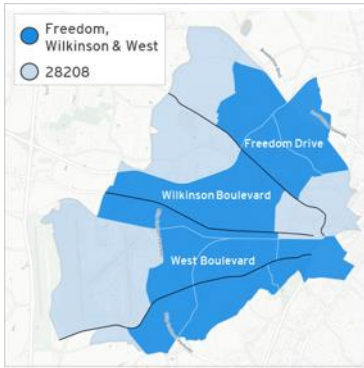 Freedom,
Wilkinson & West
28208
Freedom Drive
Wilkinson Boulevard
West Boulevard